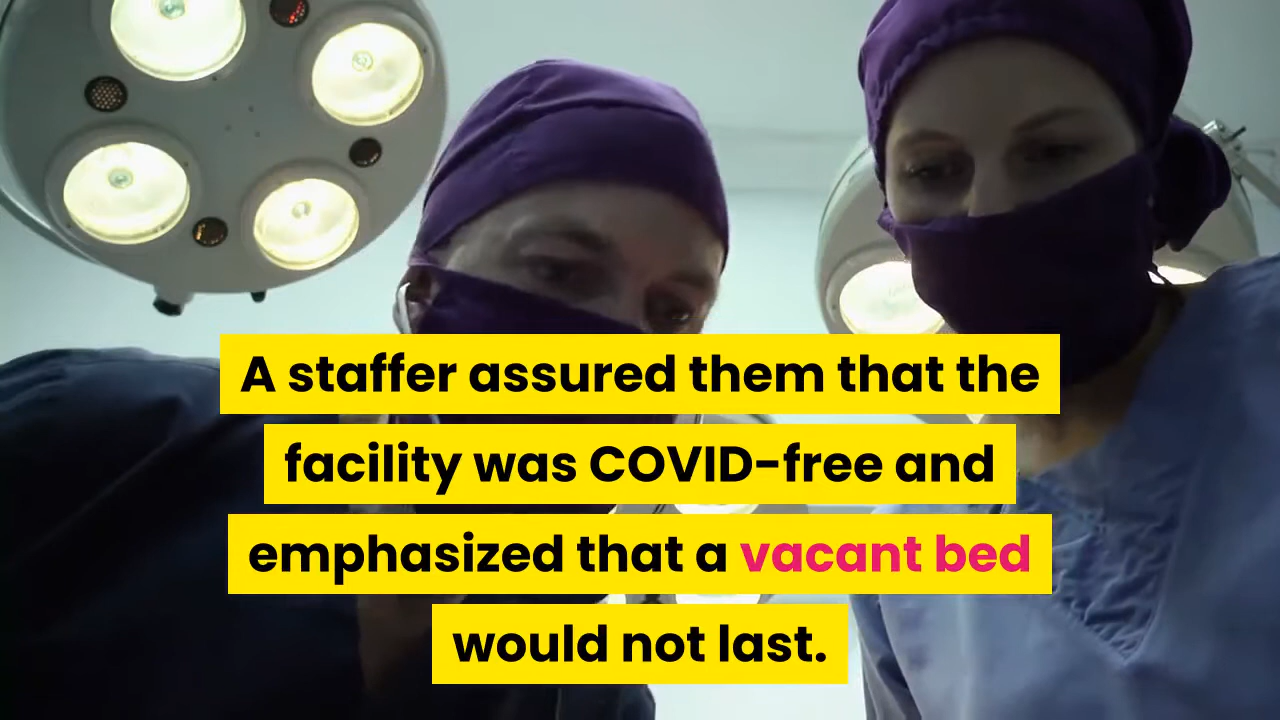 A staffer assured them that the
facility was COVID-free and
emphasized that a vacant bed
would not last.